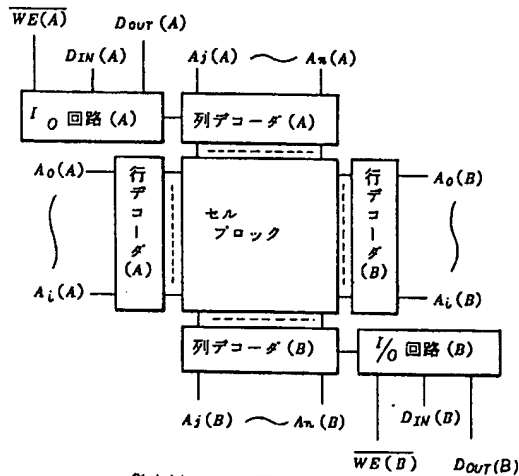 WE(A)
DOUT(A)
DIN(A)
Aj(A) ～ An(A)
I/O 回路(A)
列デコーダ(A)
A0(A)
Ai(A)
行デコーダ(A)
セル
ブロック
行デコーダ(B)
A0(B)
Ai(B)
列デコーダ(B)
I/O 回路(B)
Aj(B) ～ An(B)
DIN(B)
WE(B)
DOUT(B)